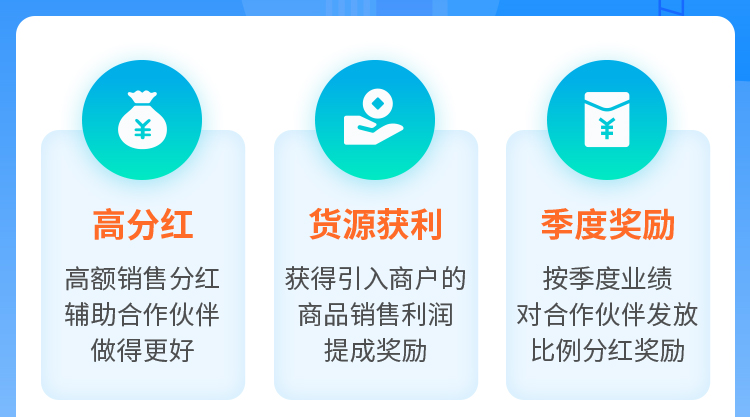 高分红
高额销售分红
辅助合作伙伴
做得更好
货源获利
获得引入商户的
商品销售利润
提成奖励
季度奖励
按季度业绩
对合作伙伴发放
比例分红奖励